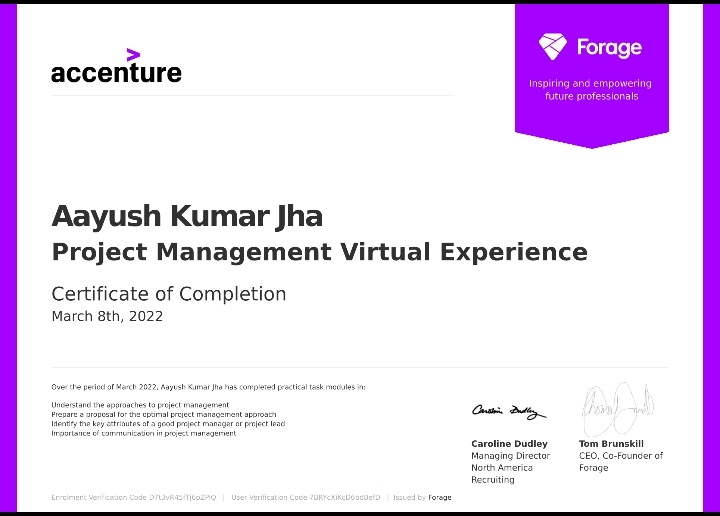 accenture
Forage
Inspiring and empowering
future professionals
Aayush Kumar Jha
Project Management Virtual Experience
Certificate of Completion
March 8th, 2022
Over the period of March 2022, Aayush Kumar Jha has completed practical task modules in:
Understand the approaches to project management
Prepare a proposal for the optimal project management approach
Identify the key attributes of a good project manager or project lead
Importance of communication in project management
Caroline Dudley
Managing Director
North America
Recruiting
Tom Brunskill
CEO, Co-Founder of
Forage
Enrolment Verification Code | User Verification Code | Issued by Forage